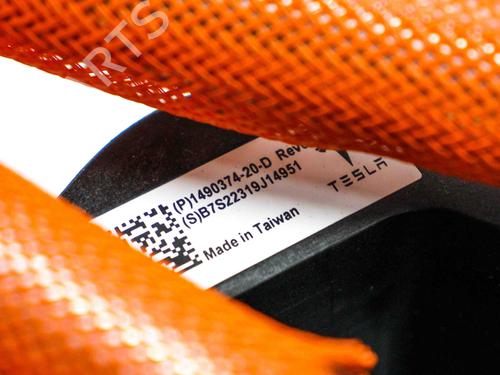 RTS
(P)1490374-20-D
(S)B7S22319J14951
Made in Taiwan
TESLA